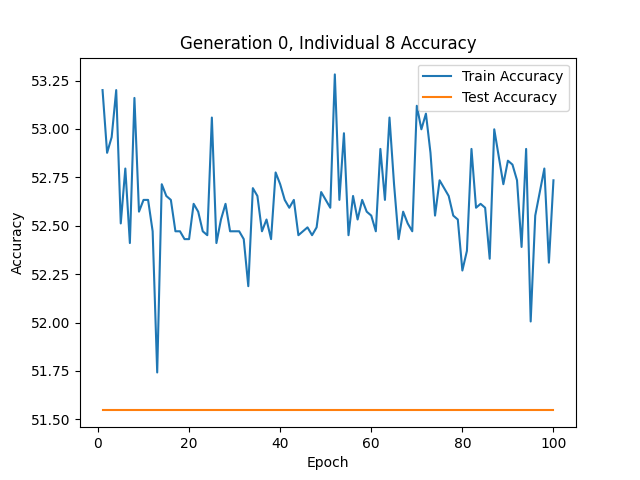 Generation 0, Individual 8 Accuracy
Train Accuracy
Test Accuracy
53.25
53.00
52.75
52.50
52.25
52.00
51.75
51.50
Accuracy
0
20
40
60
80
100
Epoch